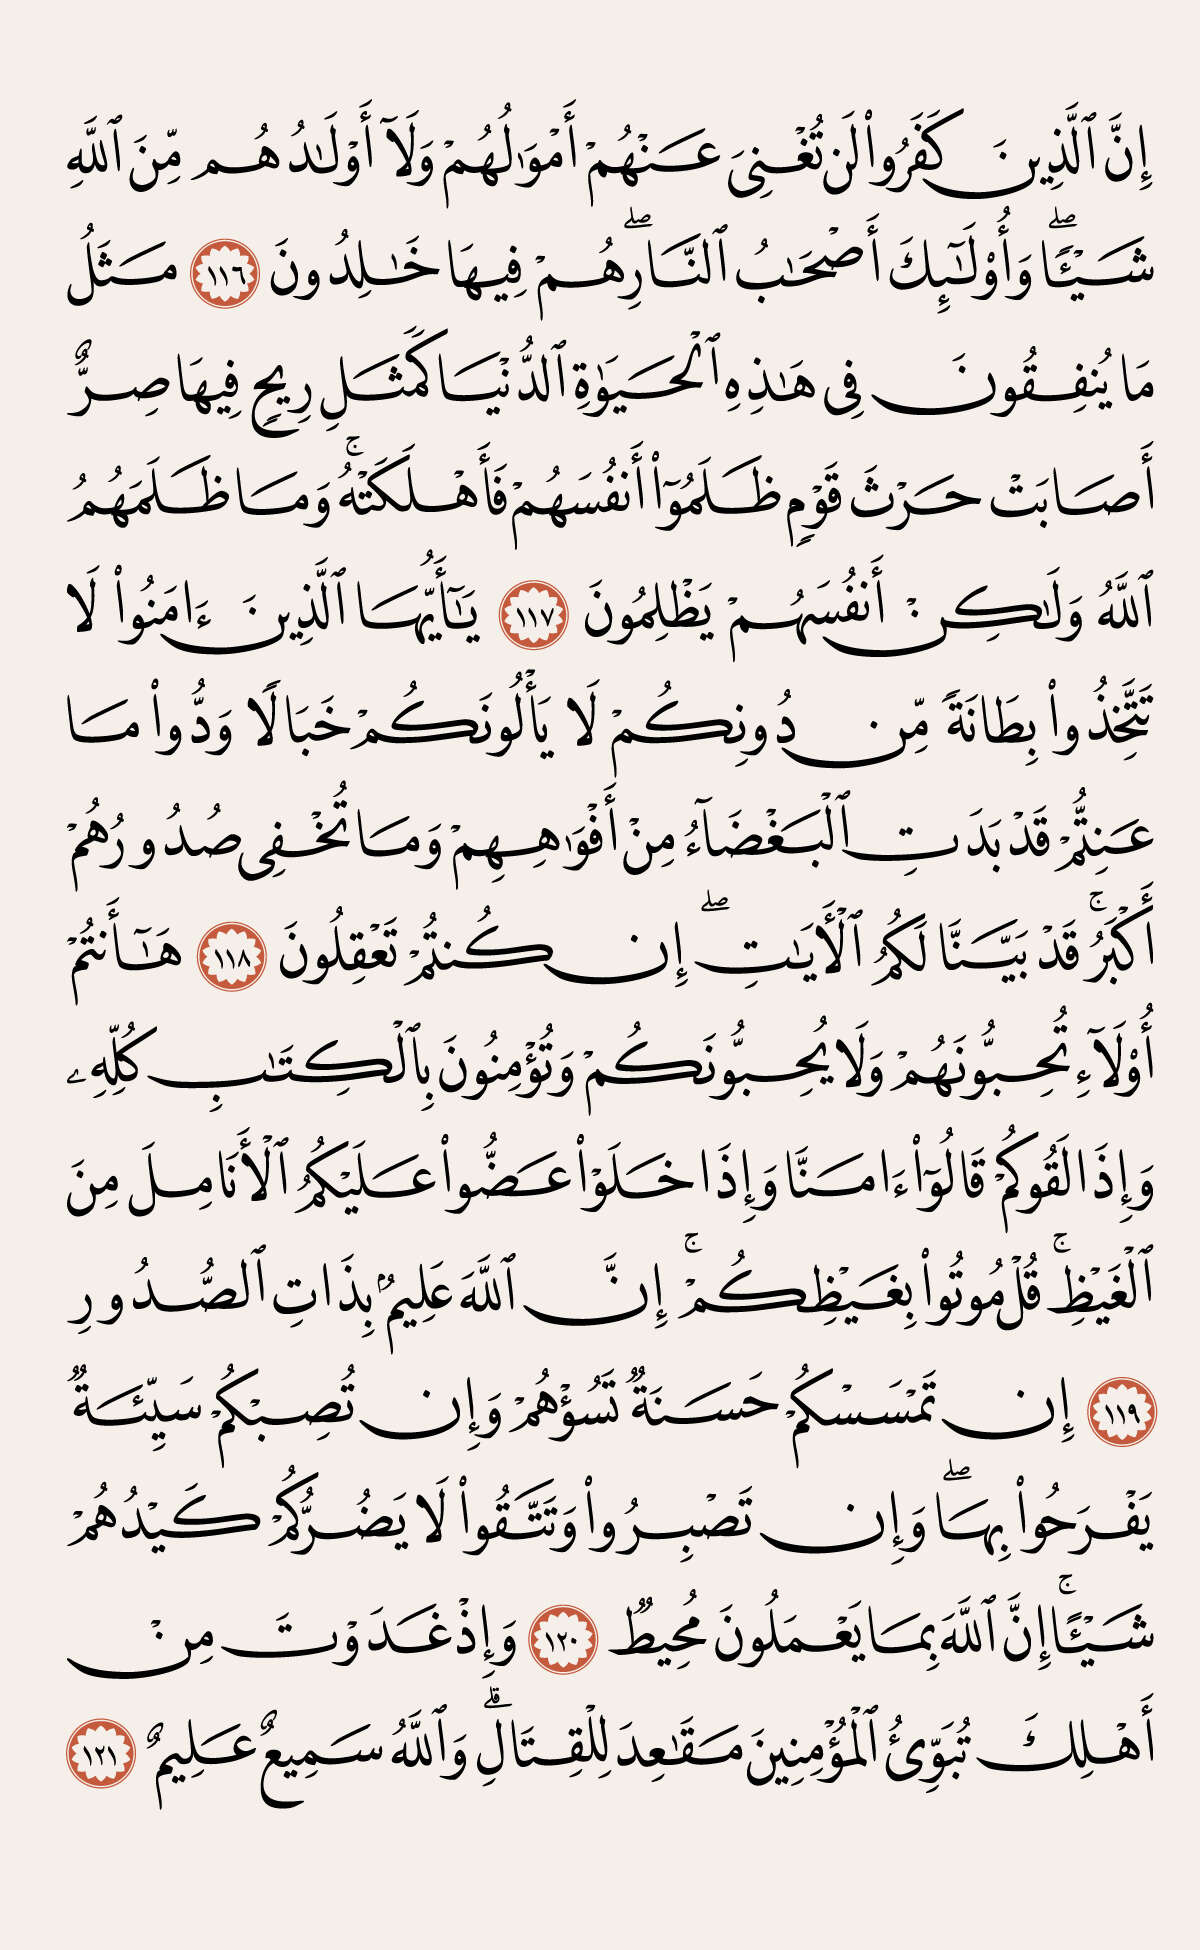 إِنَّ ٱلَّذِينَ كَفَرُوا۟ لَن تُغْنِىَ عَنْهُمْ أَمْوَٰلُهُمْ وَلَآ أَوْلَـٰدُهُم مِّنَ ٱللَّهِ
شَيْـًٔا ۖ وَأُو۟لَـٰٓئِكَ أَصْحَـٰبُ ٱلنَّارِ ۖ هُمْ فِيهَا خَـٰلِدُونَ ١١٦ مَثَلُ
مَا يُنفِقُونَ فِى هَـٰذِهِ ٱلْحَيَوٰةِ ٱلدُّنْيَا كَمَثَلِ رِيحٍ فِيهَا صِرٌّ
أَصَابَتْ حَرْثَ قَوْمٍ ظَلَمُوٓا۟ أَنفُسَهُمْ فَأَهْلَكَتْهُ ۚ وَمَا ظَلَمَهُمُ
ٱللَّهُ وَلَـٰكِنْ أَنفُسَهُمْ يَظْلِمُونَ ١١٧ يَـٰٓأَيُّهَا ٱلَّذِينَ ءَامَنُوا۟ لَا
تَتَّخِذُوا۟ بِطَانَةً مِّن دُونِكُمْ لَا يَأْلُونَكُمْ خَبَالًا وَدُّوا۟ مَا
عَنِتُّمْ قَدْ بَدَتِ ٱلْبَغْضَآءُ مِنْ أَفْوَٰهِهِمْ وَمَا تُخْفِى صُدُورُهُمْ
أَكْبَرُ ۚ قَدْ بَيَّنَّا لَكُمُ ٱلْـَٔايَـٰتِ ۖ إِن كُنتُمْ تَعْقِلُونَ ١١٨ هَـٰٓأَنتُمْ
أُو۟لَآءِ تُحِبُّونَهُمْ وَلَا يُحِبُّونَكُمْ وَتُؤْمِنُونَ بِٱلْكِتَـٰبِ كُلِّهِۦ
وَإِذَا لَقُوكُمْ قَالُوٓا۟ ءَامَنَّا وَإِذَا خَلَوْا۟ عَضُّوا۟ عَلَيْكُمُ ٱلْأَنَامِلَ مِنَ
ٱلْغَيْظِ ۚ قُلْ مُوتُوا۟ بِغَيْظِكُمْ ۗ إِنَّ ٱللَّهَ عَلِيمٌۢ بِذَاتِ ٱلصُّدُورِ
١١٩ إِن تَمْسَسْكُمْ حَسَنَةٌ تَسُؤْهُمْ وَإِن تُصِبْكُمْ سَيِّئَةٌ
يَفْرَحُوا۟ بِهَا ۖ وَإِن تَصْبِرُوا۟ وَتَتَّقُوا۟ لَا يَضُرُّكُمْ كَيْدُهُمْ
شَيْـًٔا ۗ إِنَّ ٱللَّهَ بِمَا يَعْمَلُونَ مُحِيطٌ ١٢٠ وَإِذْ غَدَوْتَ مِنْ
أَهْلِكَ تُبَوِّئُ ٱلْمُؤْمِنِينَ مَقَـٰعِدَ لِلْقِتَالِ ۗ وَٱللَّهُ سَمِيعٌ عَلِيمٌ ١٢١